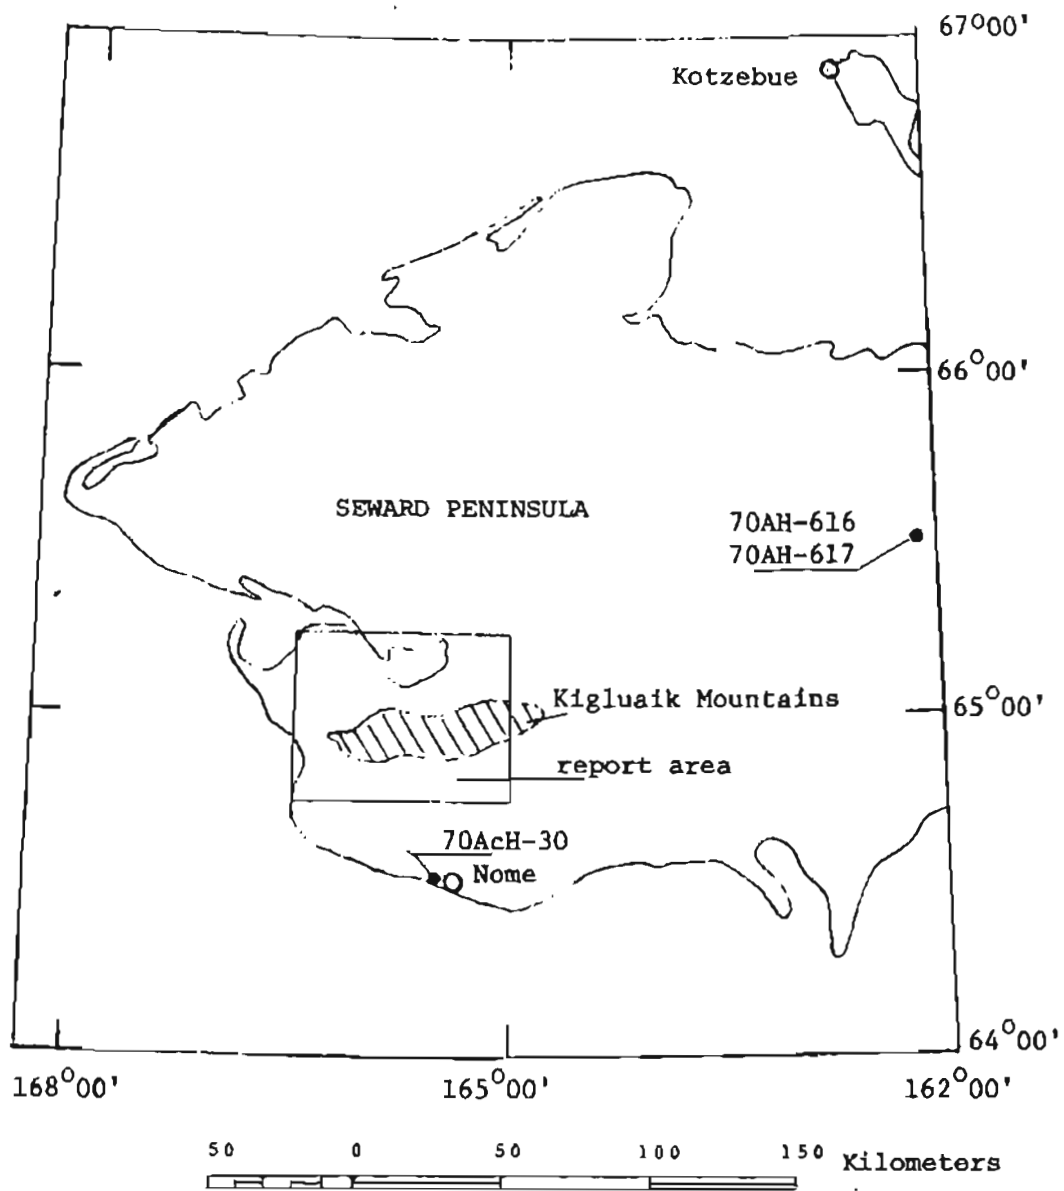 67°00'
Kotzebue
66°00'
SEWARD PENINSULA
70AH-616
70AH-617
Kigluaik Mountains
65°00'
report area
70AcH-30
Nome
64°00'
168°00' 165°00' 162°00'
50 0 50 100 150 Kilometers